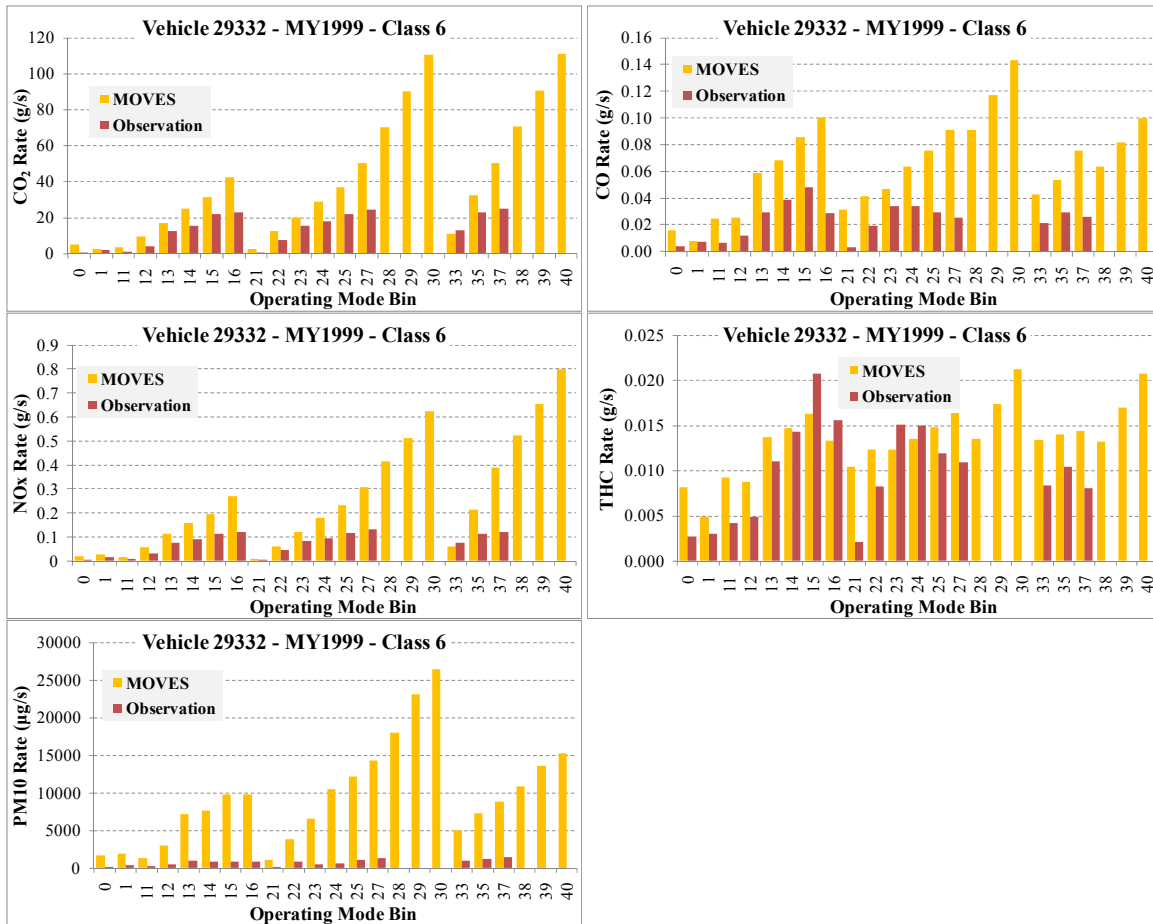 Vehicle 29332 - MY1999 - Class 6
CO₂ Rate (g/s)
120
100
80
60
40
20
0
MOVES
Observation
0 1 11 12 13 14 15 16 21 22 23 24 25 27 28 29 30 33 35 37 38 39 40
Operating Mode Bin
Vehicle 29332 - MY1999 - Class 6
CO Rate (g/s)
0.16
0.14
0.12
0.10
0.08
0.06
0.04
0.02
0.00
MOVES
Observation
0 1 11 12 13 14 15 16 21 22 23 24 25 27 28 29 30 33 35 37 38 39 40
Operating Mode Bin
Vehicle 29332 - MY1999 - Class 6
NOx Rate (g/s)
0.9
0.8
0.7
0.6
0.5
0.4
0.3
0.2
0.1
0
MOVES
Observation
0 1 11 12 13 14 15 16 21 22 23 24 25 27 28 29 30 33 35 37 38 39 40
Operating Mode Bin
Vehicle 29332 - MY1999 - Class 6
THC Rate (g/s)
0.025
0.020
0.015
0.010
0.005
0.000
MOVES
Observation
0 1 11 12 13 14 15 16 21 22 23 24 25 27 28 29 30 33 35 37 38 39 40
Operating Mode Bin
Vehicle 29332 - MY1999 - Class 6
PM10 Rate (µg/s)
30000
25000
20000
15000
10000
5000
0
MOVES
Observation
0 1 11 12 13 14 15 16 21 22 23 24 25 27 28 29 30 33 35 37 38 39 40
Operating Mode Bin